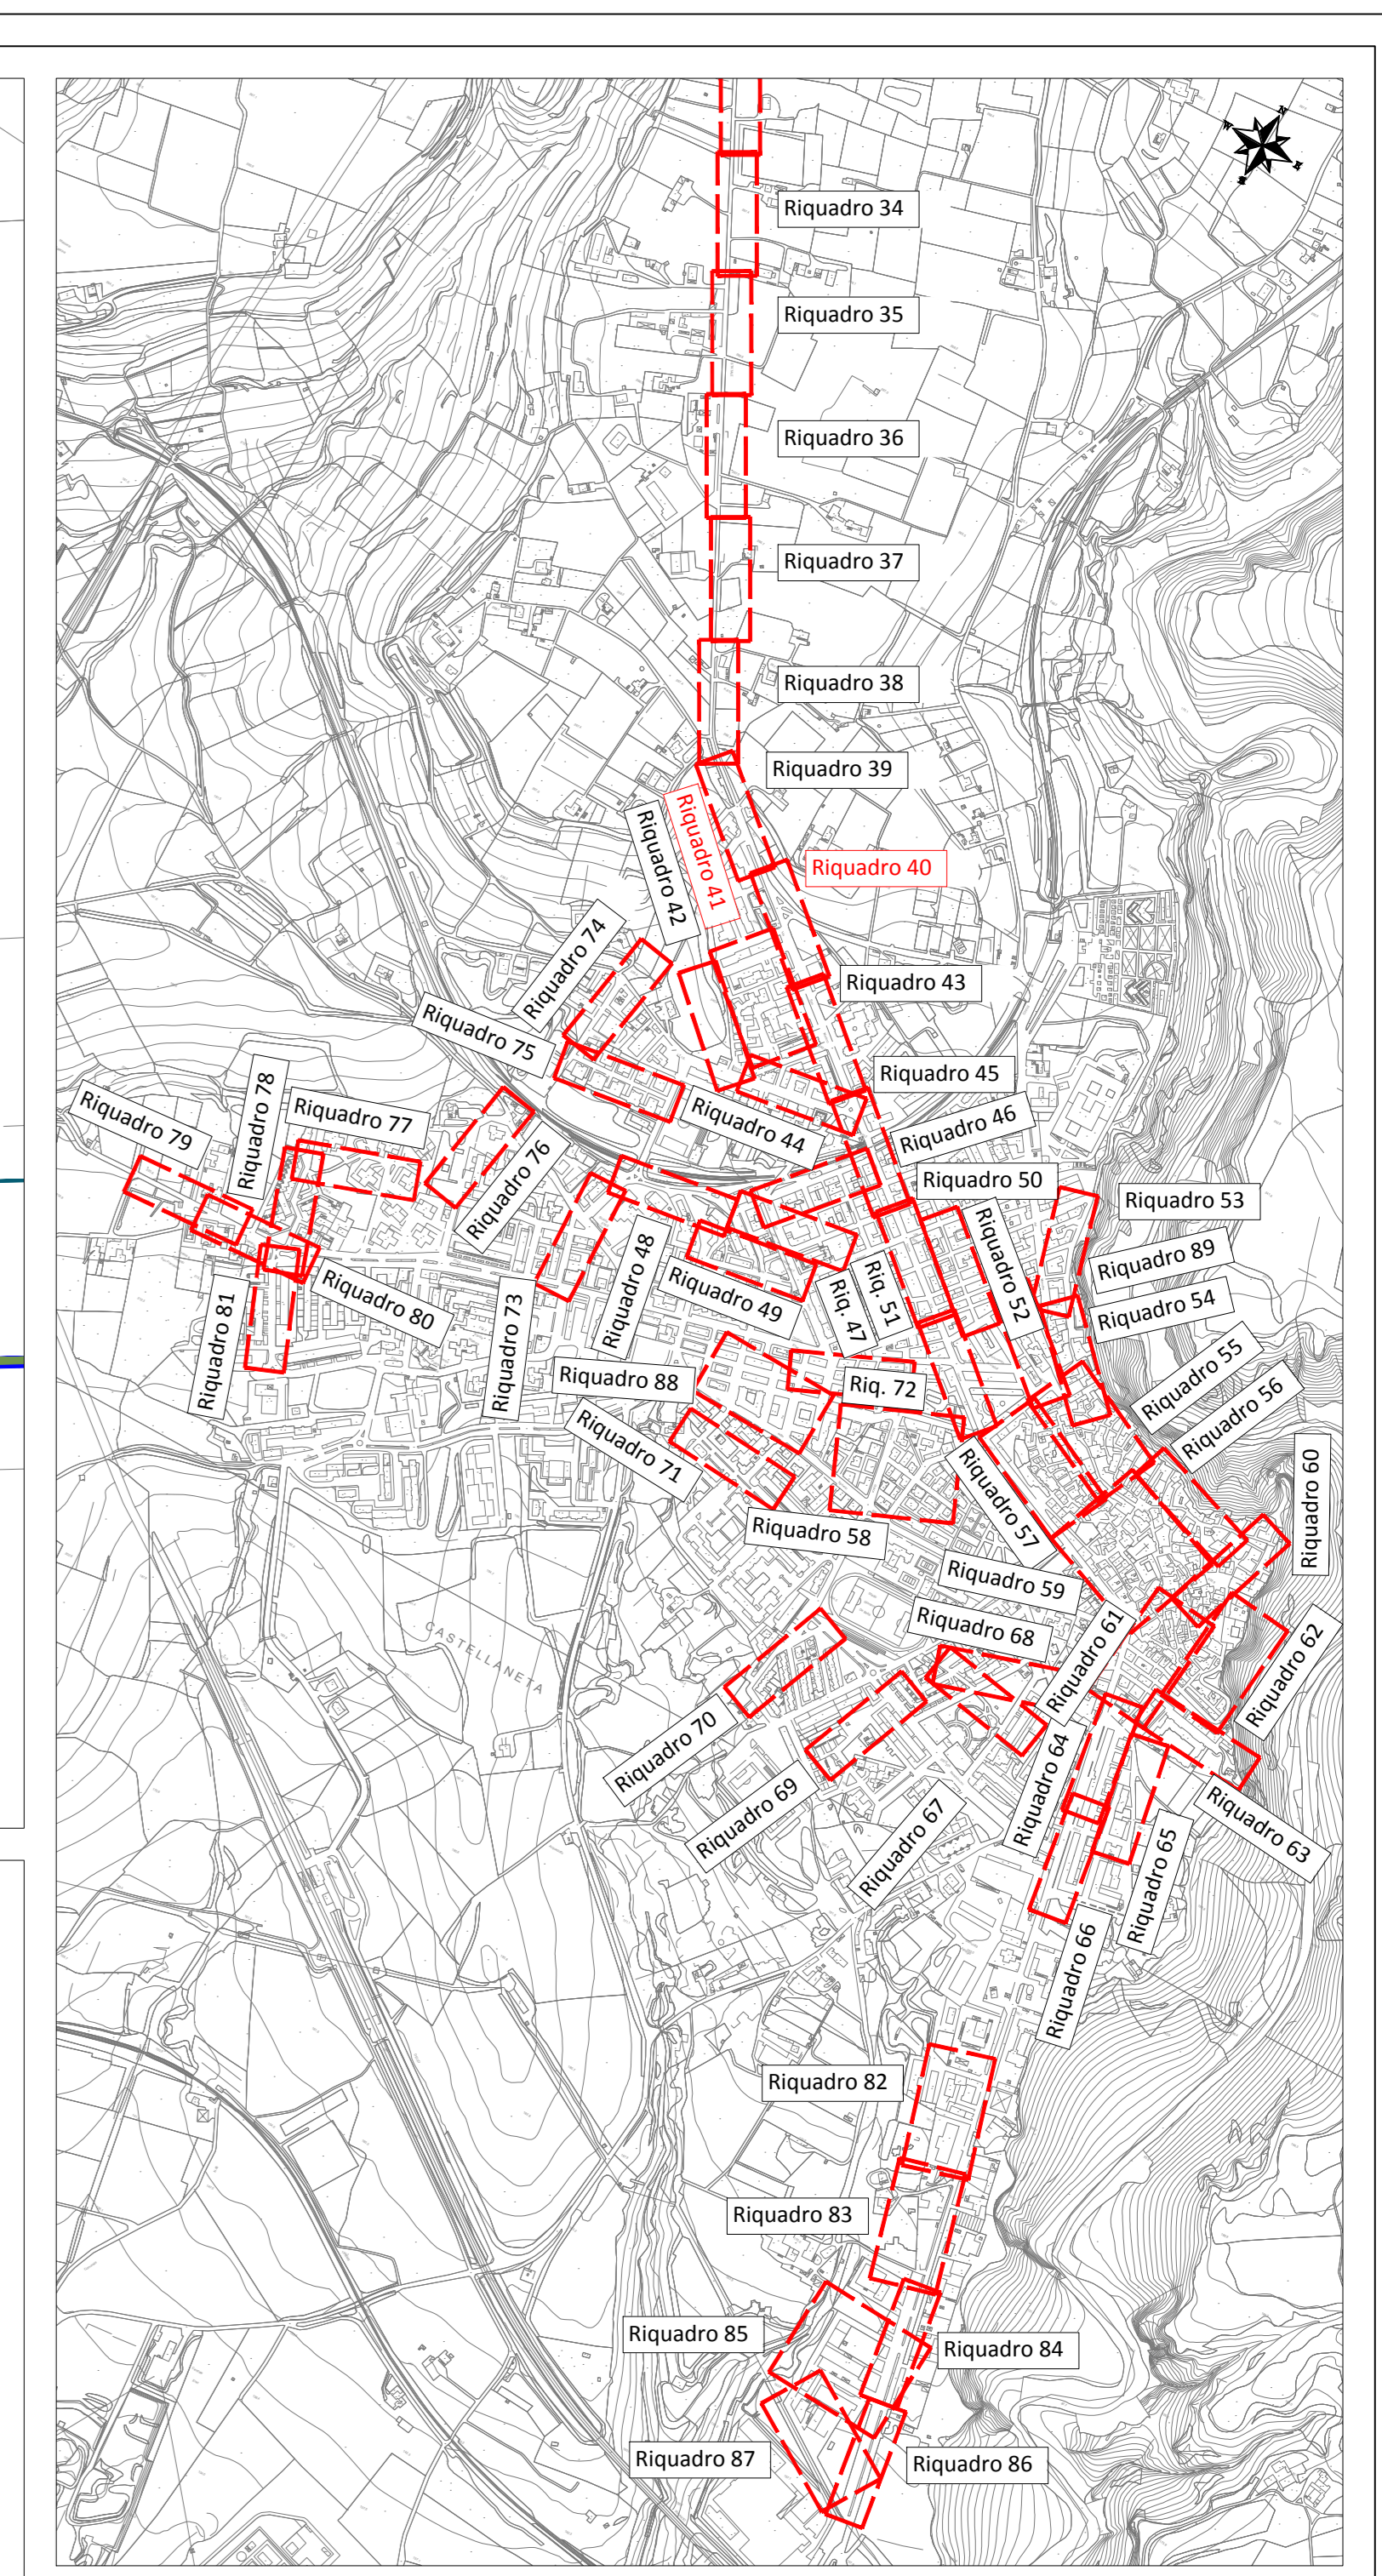 Riquadro 34
Riquadro 35
Riquadro 36
Riquadro 37
Riquadro 38
Riquadro 39
Riquadro 40
Riquadro 41
Riquadro 42
Riquadro 74
Riquadro 43
Riquadro 75
Riquadro 45
Riquadro 44
Riquadro 46
Riquadro 78
Riquadro 77
Riquadro 79
Riquadro 76
Riquadro 50
Riquadro 53
Riquadro 52
Riquadro 89
Riquadro 54
Riquadro 48
Riquadro 49
Riq. 47
Riq. 51
Riquadro 80
Riquadro 81
Riquadro 73
Riquadro 88
Riq. 72
Riquadro 55
Riquadro 56
Riquadro 71
Riquadro 57
Riquadro 60
Riquadro 58
Riquadro 59
Riquadro 68
Riquadro 61
Riquadro 62
CASTELLANETA
Riquadro 70
Riquadro 69
Riquadro 67
Riquadro 64
Riquadro 63
Riquadro 65
Riquadro 66
Riquadro 82
Riquadro 83
Riquadro 85
Riquadro 84
Riquadro 87
Riquadro 86